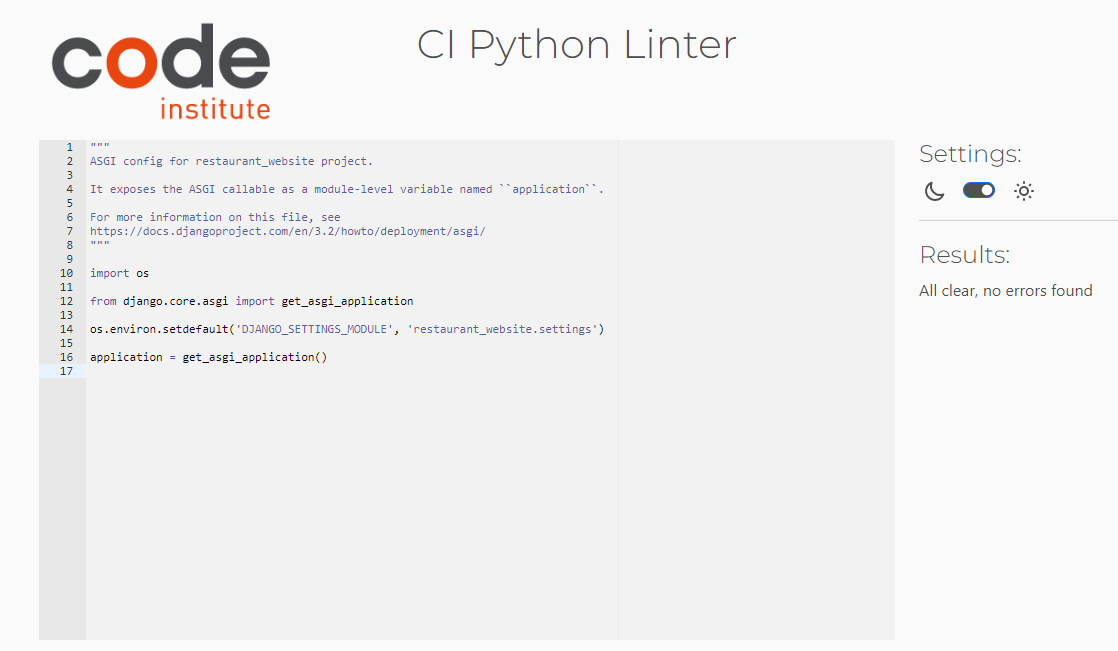 code
institute
CI Python Linter
1 """
2 ASGI config for restaurant_website project.
3
4 It exposes the ASGI callable as a module-level variable named ``application``.
5
6 For more information on this file, see
7 https://docs.djangoproject.com/en/3.2/howto/deployment/asgi/
8 """
9
10 import os
11
12 from django.core.asgi import get_asgi_application
13
14 os.environ.setdefault('DJANGO_SETTINGS_MODULE', 'restaurant_website.settings')
15
16 application = get_asgi_application()
17
Settings:
Results:
All clear, no errors found